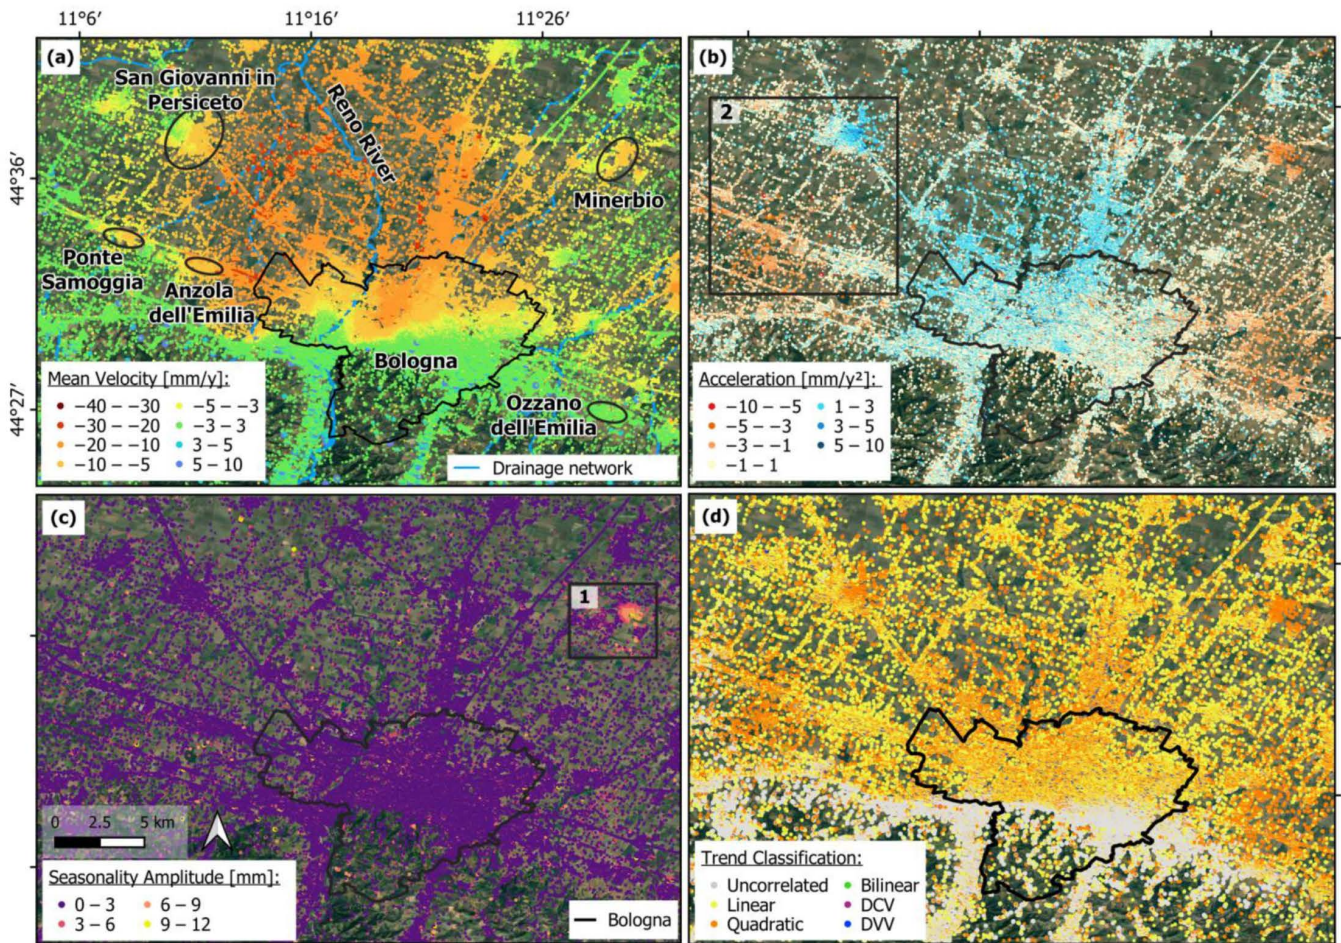 11°6′
11°16′
11°26′
44°36′
44°27′
(a)
San Giovanni in
Persiceto
Reno River
Minerbio
Ponte
Samoggia
Anzola
dell'Emilia
Bologna
Ozzano
dell'Emilia
Mean Velocity [mm/y]:
−40 – −30
−30 – −20
−20 – −10
−10 – −5
−5 – −3
−3 – 3
3 – 5
5 – 10
Drainage network
(b)
2
Acceleration [mm/y²]:
−10 – −5
−5 – −3
−3 – −1
−1 – 1
1 – 3
3 – 5
5 – 10
(c)
1
0 2.5 5 km
Seasonality Amplitude [mm]:
0 – 3
3 – 6
6 – 9
9 – 12
Bologna
(d)
Trend Classification:
Uncorrelated
Linear
Quadratic
Bilinear
DCV
DVV